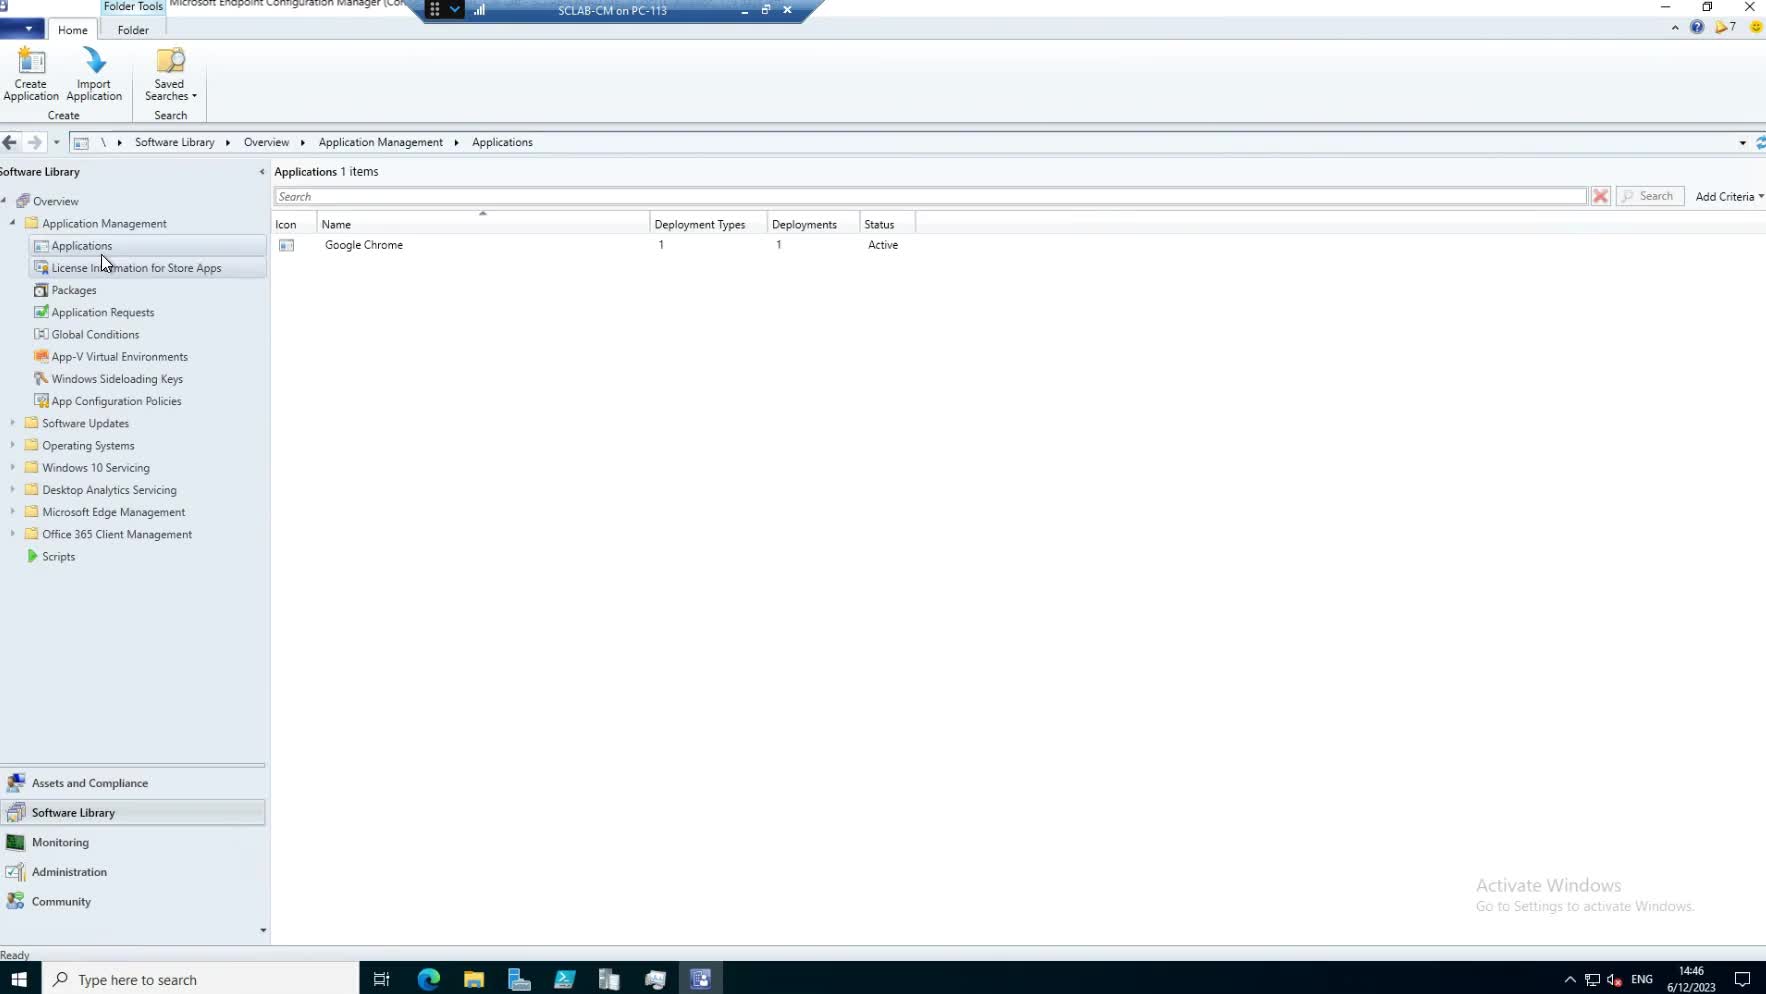 Folder Tools
Microsoft Endpoint Configuration Manager (Cor
SCLAB-CM on PC-113
Home
Folder
7
Create
Application
Import
Application
Saved
Searches
Create
Search
\ Software Library Overview Application Management Applications
Software Library
Overview
Application Management
Applications
License Information for Store Apps
Packages
Application Requests
Global Conditions
App-V Virtual Environments
Windows Sideloading Keys
App Configuration Policies
Software Updates
Operating Systems
Windows 10 Servicing
Desktop Analytics Servicing
Microsoft Edge Management
Office 365 Client Management
Scripts
Assets and Compliance
Software Library
Monitoring
Administration
Community
Applications 1 items
Search
Search
Add Criteria
Icon Name Deployment Types Deployments Status
Google Chrome 1 1 Active
Activate Windows
Go to Settings to activate Windows.
Ready
Type here to search
ENG
14:46
6/12/2023